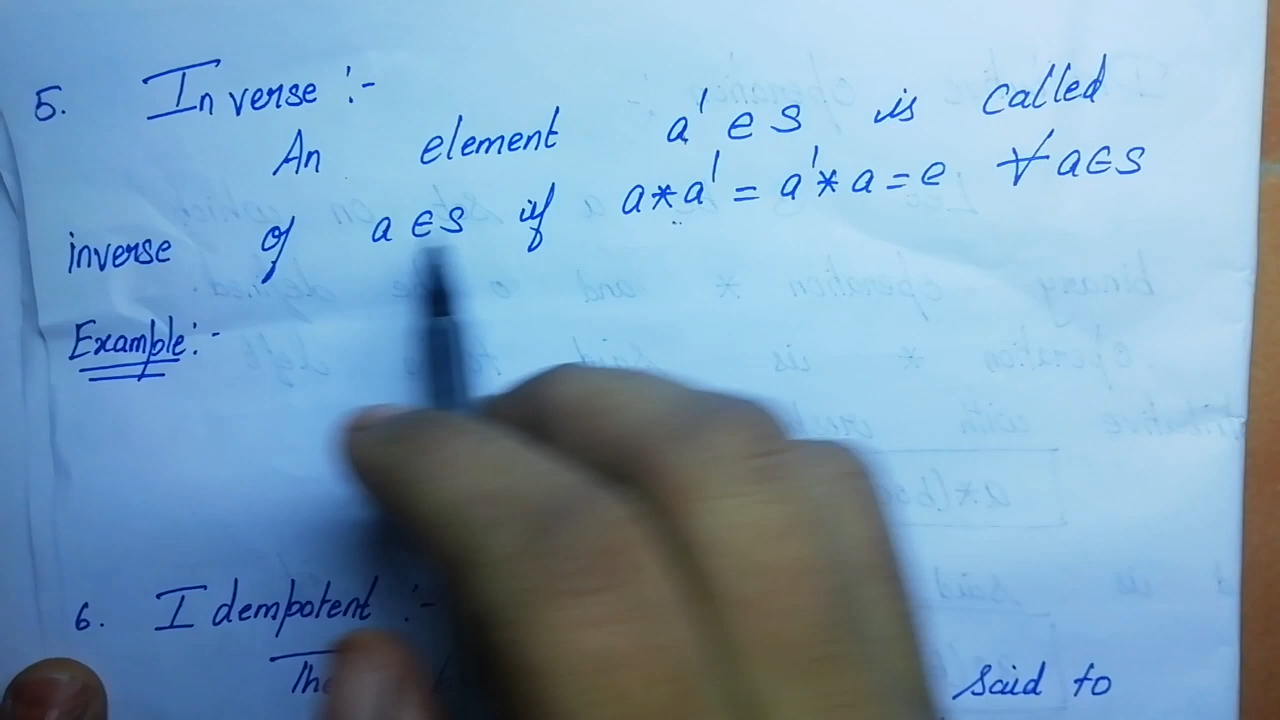 5. Inverse :-
An element a' e S is called
inverse of a ∈ S if a * a' = a' * a = e ∀ a ∈ S
Example :-
6. Idempotent :-
The said to